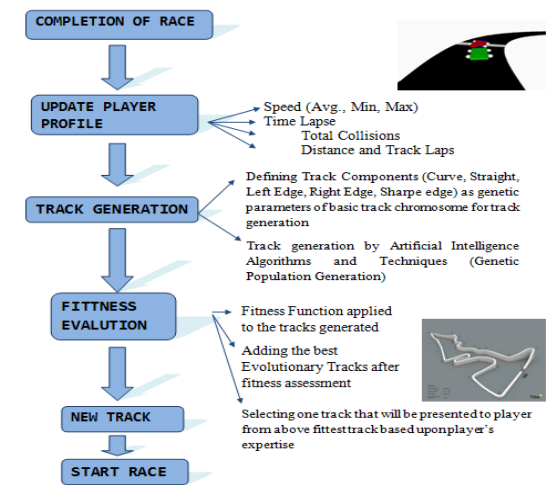 COMPLETION OF RACE
UPDATE PLAYER
PROFILE
Speed (Avg., Min, Max)
Time Lapse
Total Collisions
Distance and Track Laps
TRACK GENERATION
Defining Track Components (Curve, Straight,
Left Edge, Right Edge, Sharpe edge) as genetic
parameters of basic track chromosome for track
generation
Track generation by Artificial Intelligence
Algorithms and Techniques (Genetic
Population Generation)
FITTNESS
EVALUTION
Fitness Function applied
to the tracks generated
Adding the best
Evolutionary Tracks after
fitness assessment
Selecting one track that will be presented to player
from above fittest track based upon player's
expertise
NEW TRACK
START RACE